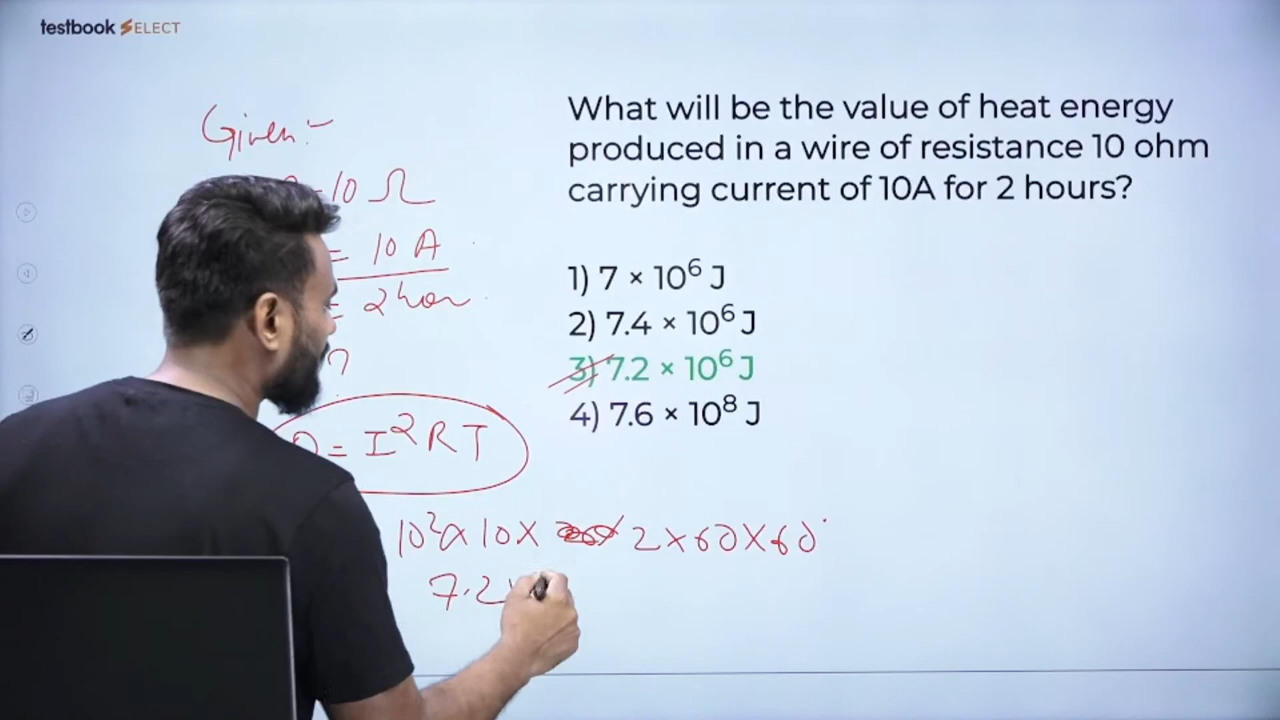 testbook SELECT
What will be the value of heat energy
produced in a wire of resistance 10 ohm
carrying current of 10A for 2 hours?
1) 7 × 10⁶ J
2) 7.4 × 10⁶ J
3) 7.2 × 10⁶ J
4) 7.6 × 10⁸ J
Given :-
10 Ω
= 10 A
= 2 hour
?
= I²RT
10² × 10 × 2 × 60 × 60
7.2